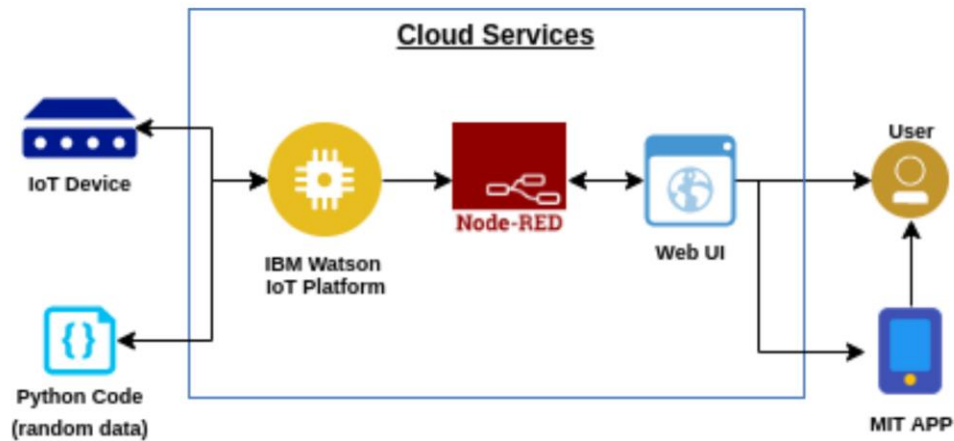 Cloud Services
User
IoT Device
Node-RED
Web UI
IBM Watson
IoT Platform
{}
Python Code
(random data)
MIT APP